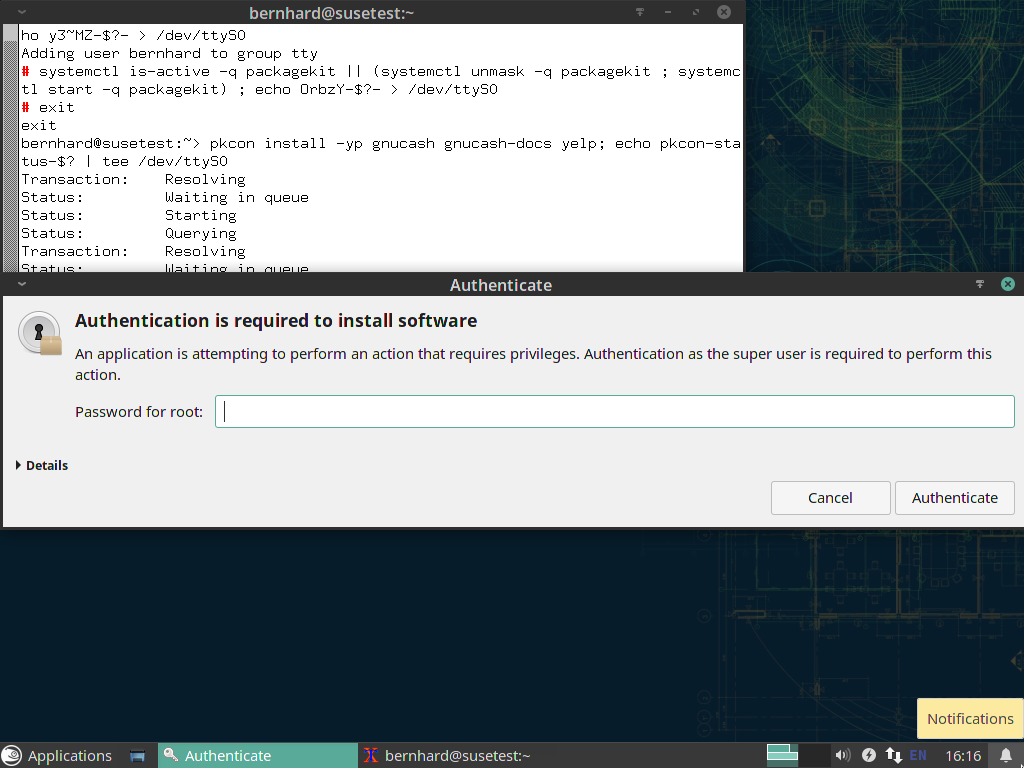 bernhard@susetest:~
ho y3~MZ-$?- > /dev/ttyS0
Adding user bernhard to group tty
# systemctl is-active -q packagekit || (systemctl unmask -q packagekit ; systemc
tl start -q packagekit) ; echo OrbzY-$?- > /dev/ttyS0
# exit
exit
bernhard@susetest:~> pkcon install -yp gnucash gnucash-docs yelp; echo pkcon-sta
tus-$? | tee /dev/ttyS0
Transaction: Resolving
Status: Waiting in queue
Status: Starting
Status: Querying
Transaction: Resolving
Status: Waiting in queue
Authenticate
Authentication is required to install software
An application is attempting to perform an action that requires privileges. Authentication as the super user is required to perform this
action.
Password for root:
Details
Cancel Authenticate
Notifications
Applications Authenticate bernhard@susetest:~ EN 16:16